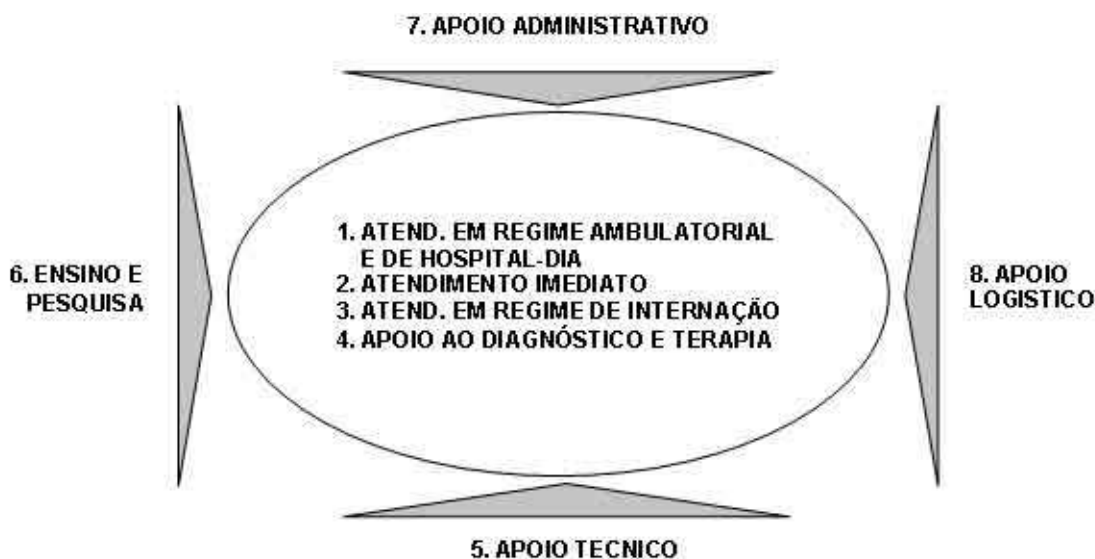 7. APOIO ADMINISTRATIVO
1. ATEND. EM REGIME AMBULATORIAL
E DE HOSPITAL-DIA
2. ATENDIMENTO IMEDIATO
3. ATEND. EM REGIME DE INTERNAÇÃO
4. APOIO AO DIAGNÓSTICO E TERAPIA
6. ENSINO E
PESQUISA
8. APOIO
LOGISTICO
5. APOIO TECNICO